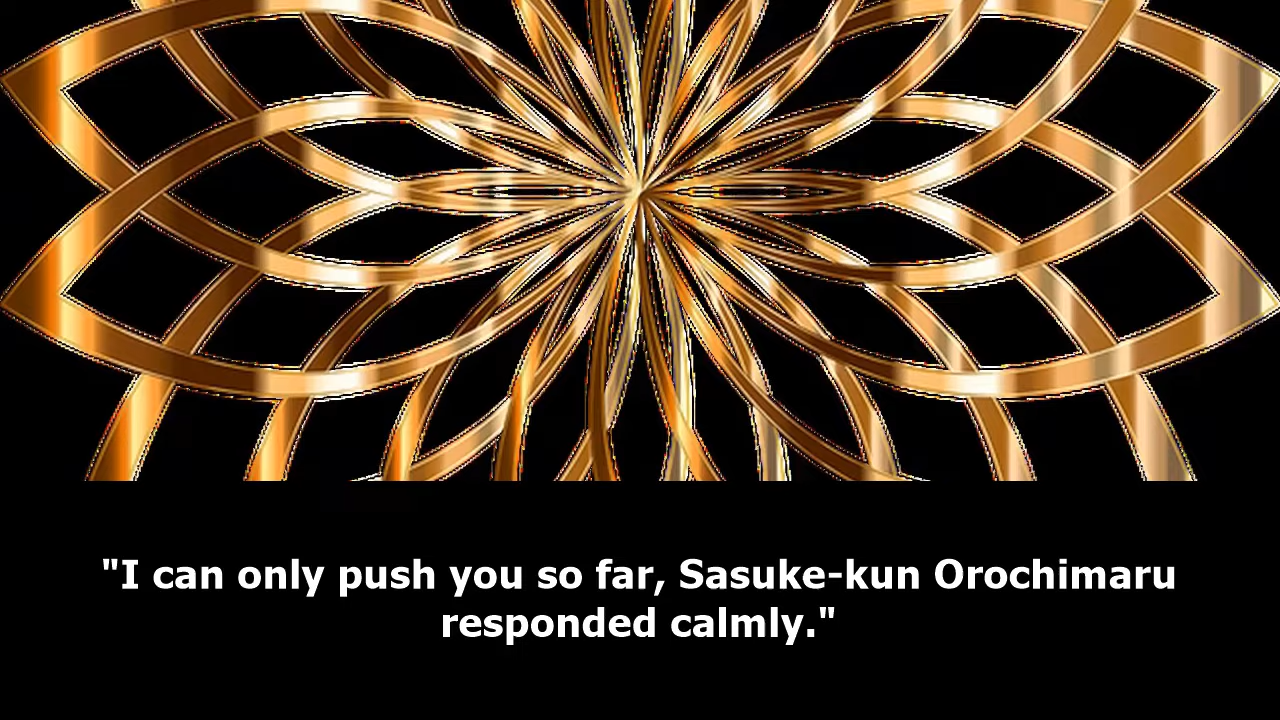 "I can only push you so far, Sasuke-kun Orochimaru
responded calmly."